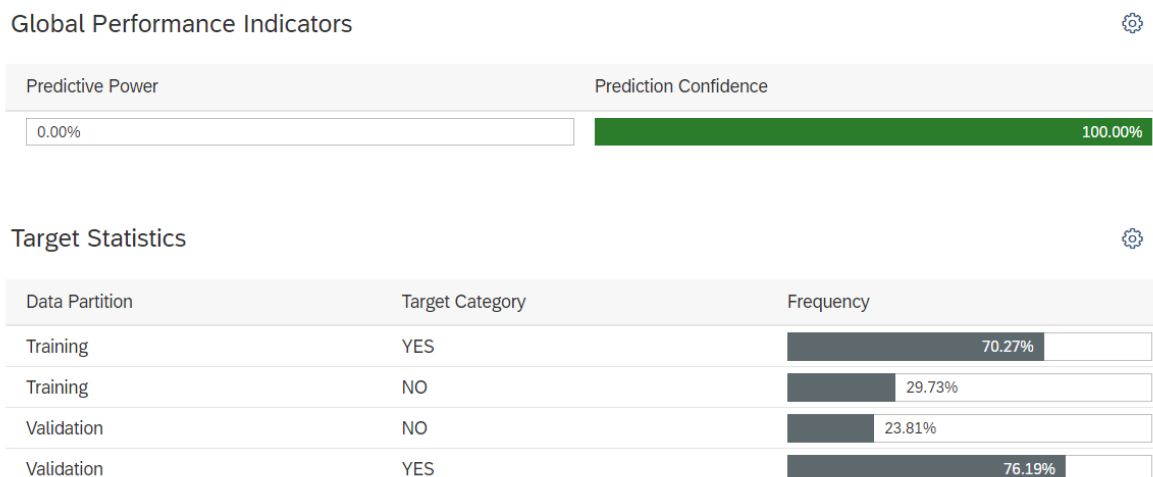 Global Performance Indicators
Predictive Power Prediction Confidence
0.00% 100.00%
Target Statistics
Data Partition Target Category Frequency
Training YES 70.27%
Training NO 29.73%
Validation NO 23.81%
Validation YES 76.19%